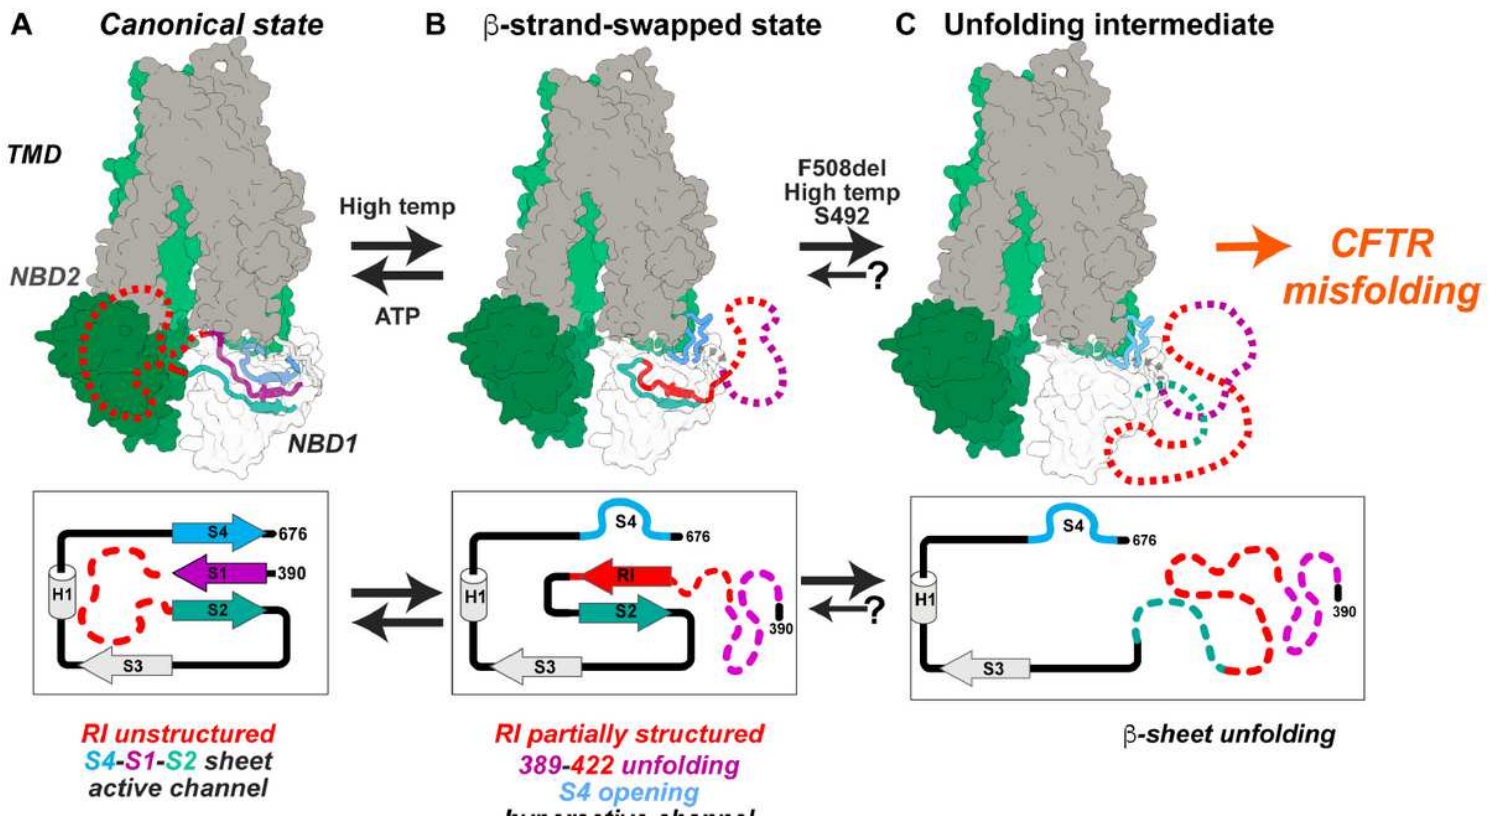 A Canonical state
B β-strand-swapped state
C Unfolding intermediate
TMD
NBD2
NBD1
High temp
ATP
F508del
High temp
S492
?
CFTR
misfolding
S4
676
S1
390
H1
S2
S3
S4
676
RI
H1
S2
390
S3
?
S4
676
H1
390
S3
RI unstructured
S4-S1-S2 sheet
active channel
RI partially structured
389-422 unfolding
S4 opening
β-sheet unfolding